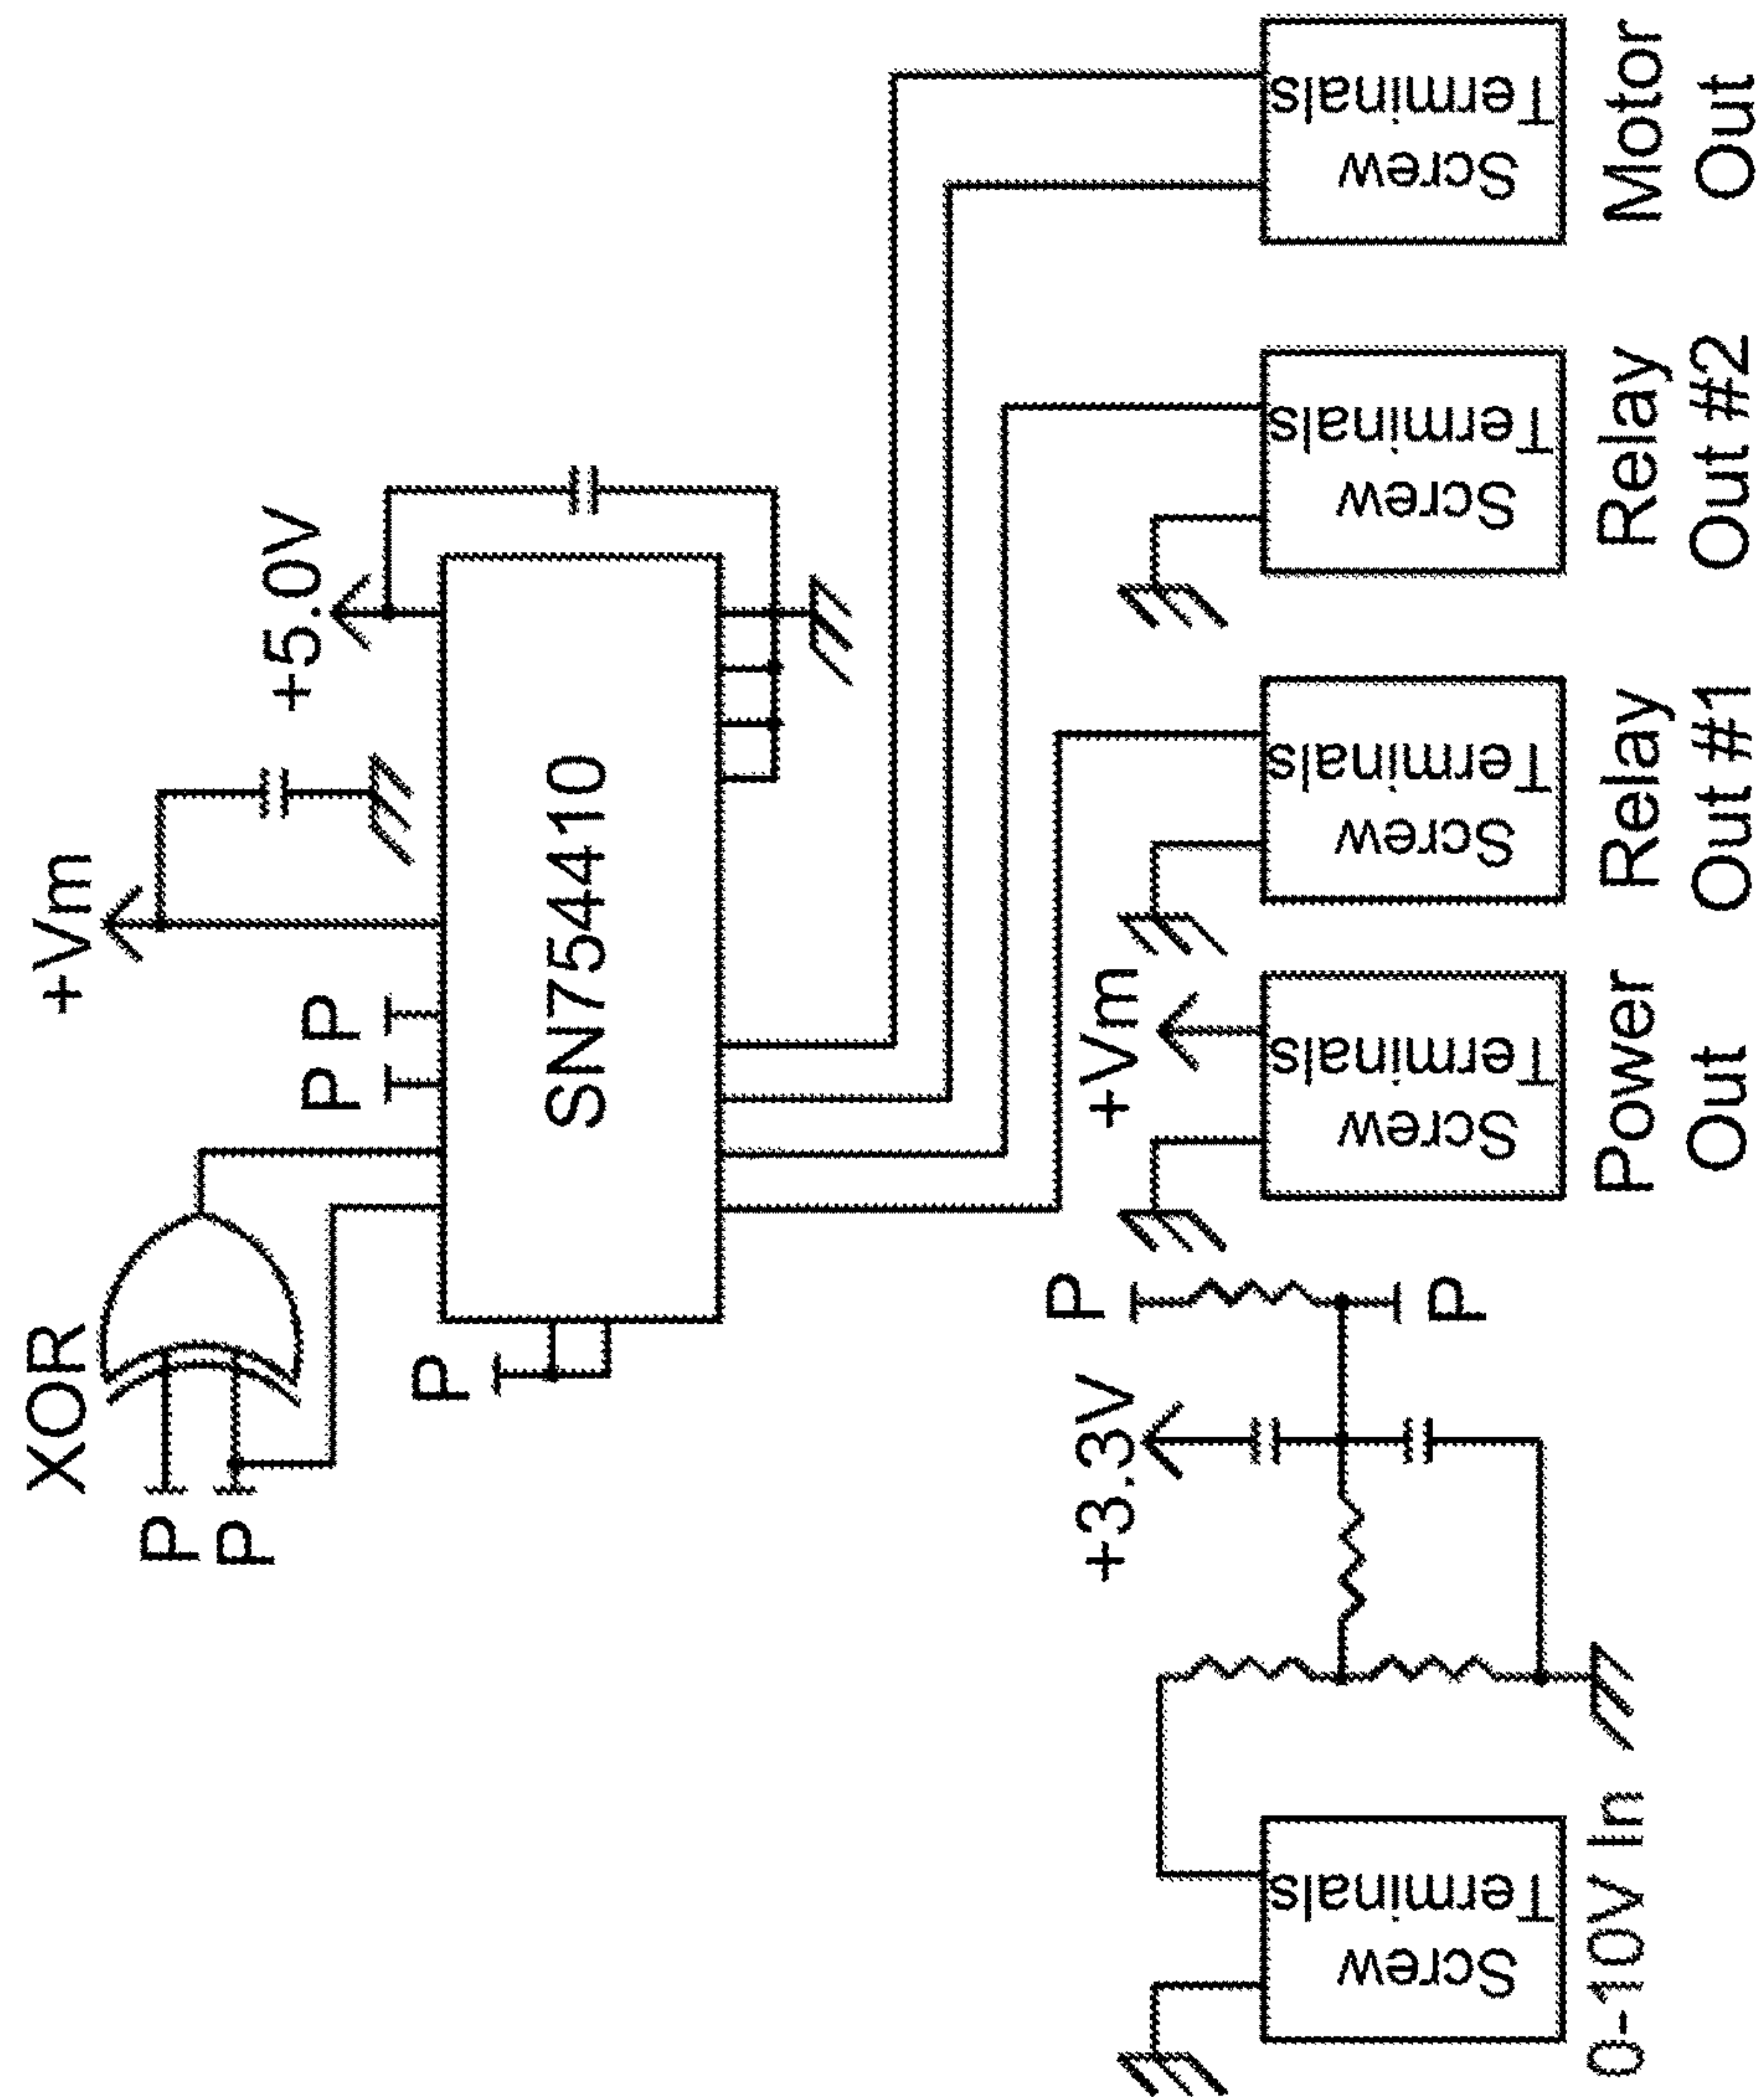 XOR
P
P
+Vm
P
P
+5.0V
P
SN754410
+3.3V
P
P
+Vm
Screw
Terminals
0-10V In
Screw
Terminals
Power
Out
Screw
Terminals
Relay
Out #1
Screw
Terminals
Relay
Out #2
Screw
Terminals
Motor
Out